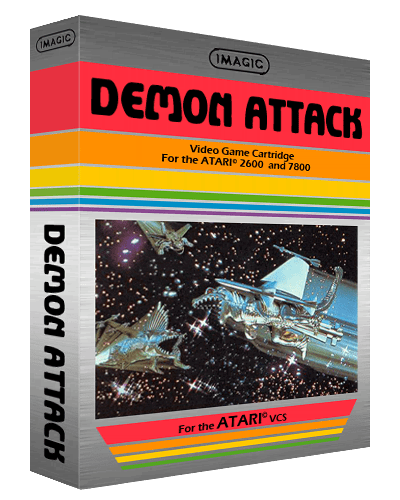 IMAGIC
IMAGIC
DEMON ATTACK
Video Game Cartridge
For the ATARI® 2600 and 7800
DEMON ATTACK
For the ATARI® VCS